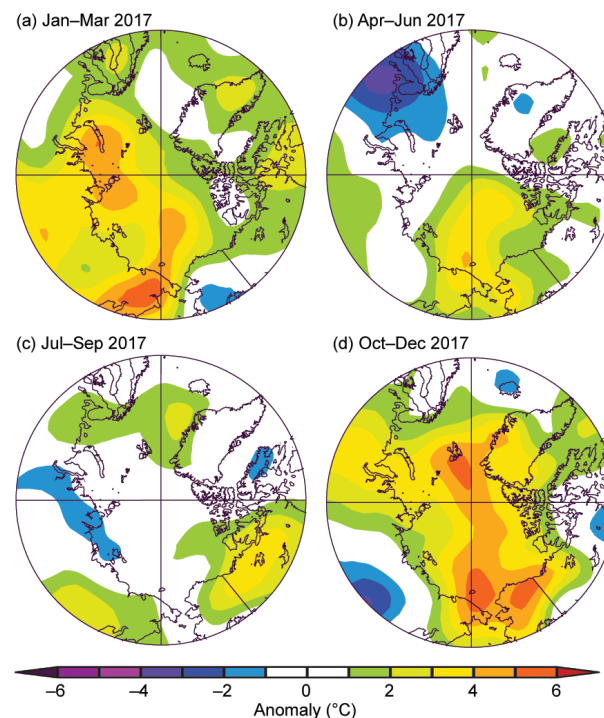 (a) Jan–Mar 2017
(b) Apr–Jun 2017
(c) Jul–Sep 2017
(d) Oct–Dec 2017
–6 –4 –2 0 2 4 6
Anomaly (°C)